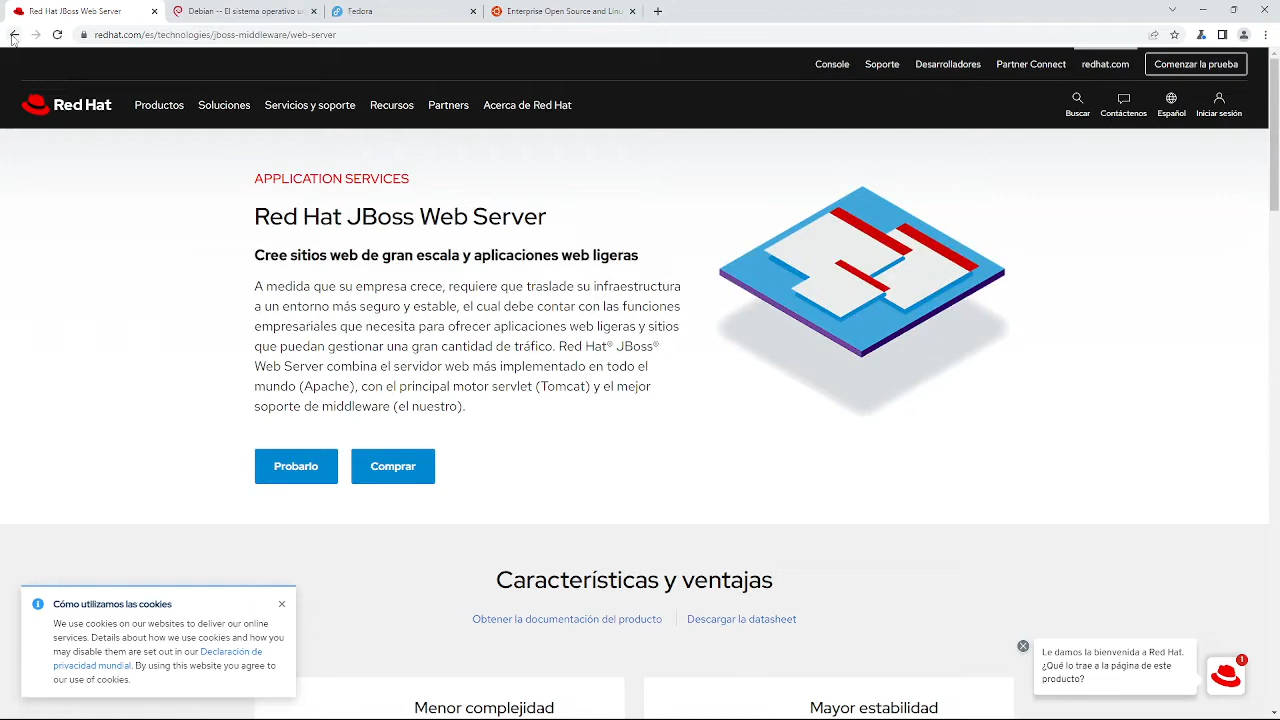 Red Hat JBoss Web Server
Debian -- El sistema operativo u
Fedora
Enterprise Open Source and Linu
redhat.com/es/technologies/jboss-middleware/web-server
Console
Soporte
Desarrolladores
Partner Connect
redhat.com
Comenzar la prueba
Red Hat
Productos
Soluciones
Servicios y soporte
Recursos
Partners
Acerca de Red Hat
Buscar
Contáctenos
Español
Iniciar sesión
APPLICATION SERVICES
Red Hat JBoss Web Server
Cree sitios web de gran escala y aplicaciones web ligeras
A medida que su empresa crece, requiere que traslade su infraestructura
a un entorno más seguro y estable, el cual debe contar con las funciones
empresariales que necesita para ofrecer aplicaciones web ligeras y sitios
que puedan gestionar una gran cantidad de tráfico. Red Hat® JBoss®
Web Server combina el servidor web más implementado en todo el
mundo (Apache), con el principal motor servlet (Tomcat) y el mejor
soporte de middleware (el nuestro).
Probarlo
Comprar
Características y ventajas
Obtener la documentación del producto
Descargar la datasheet
Cómo utilizamos las cookies
We use cookies on our websites to deliver our online
services. Details about how we use cookies and how you
may disable them are set out in our Declaración de
privacidad mundial. By using this website you agree to
our use of cookies.
Le damos la bienvenida a Red Hat.
¿Qué lo trae a la página de este
producto?
1
Menor complejidad
Mayor estabilidad